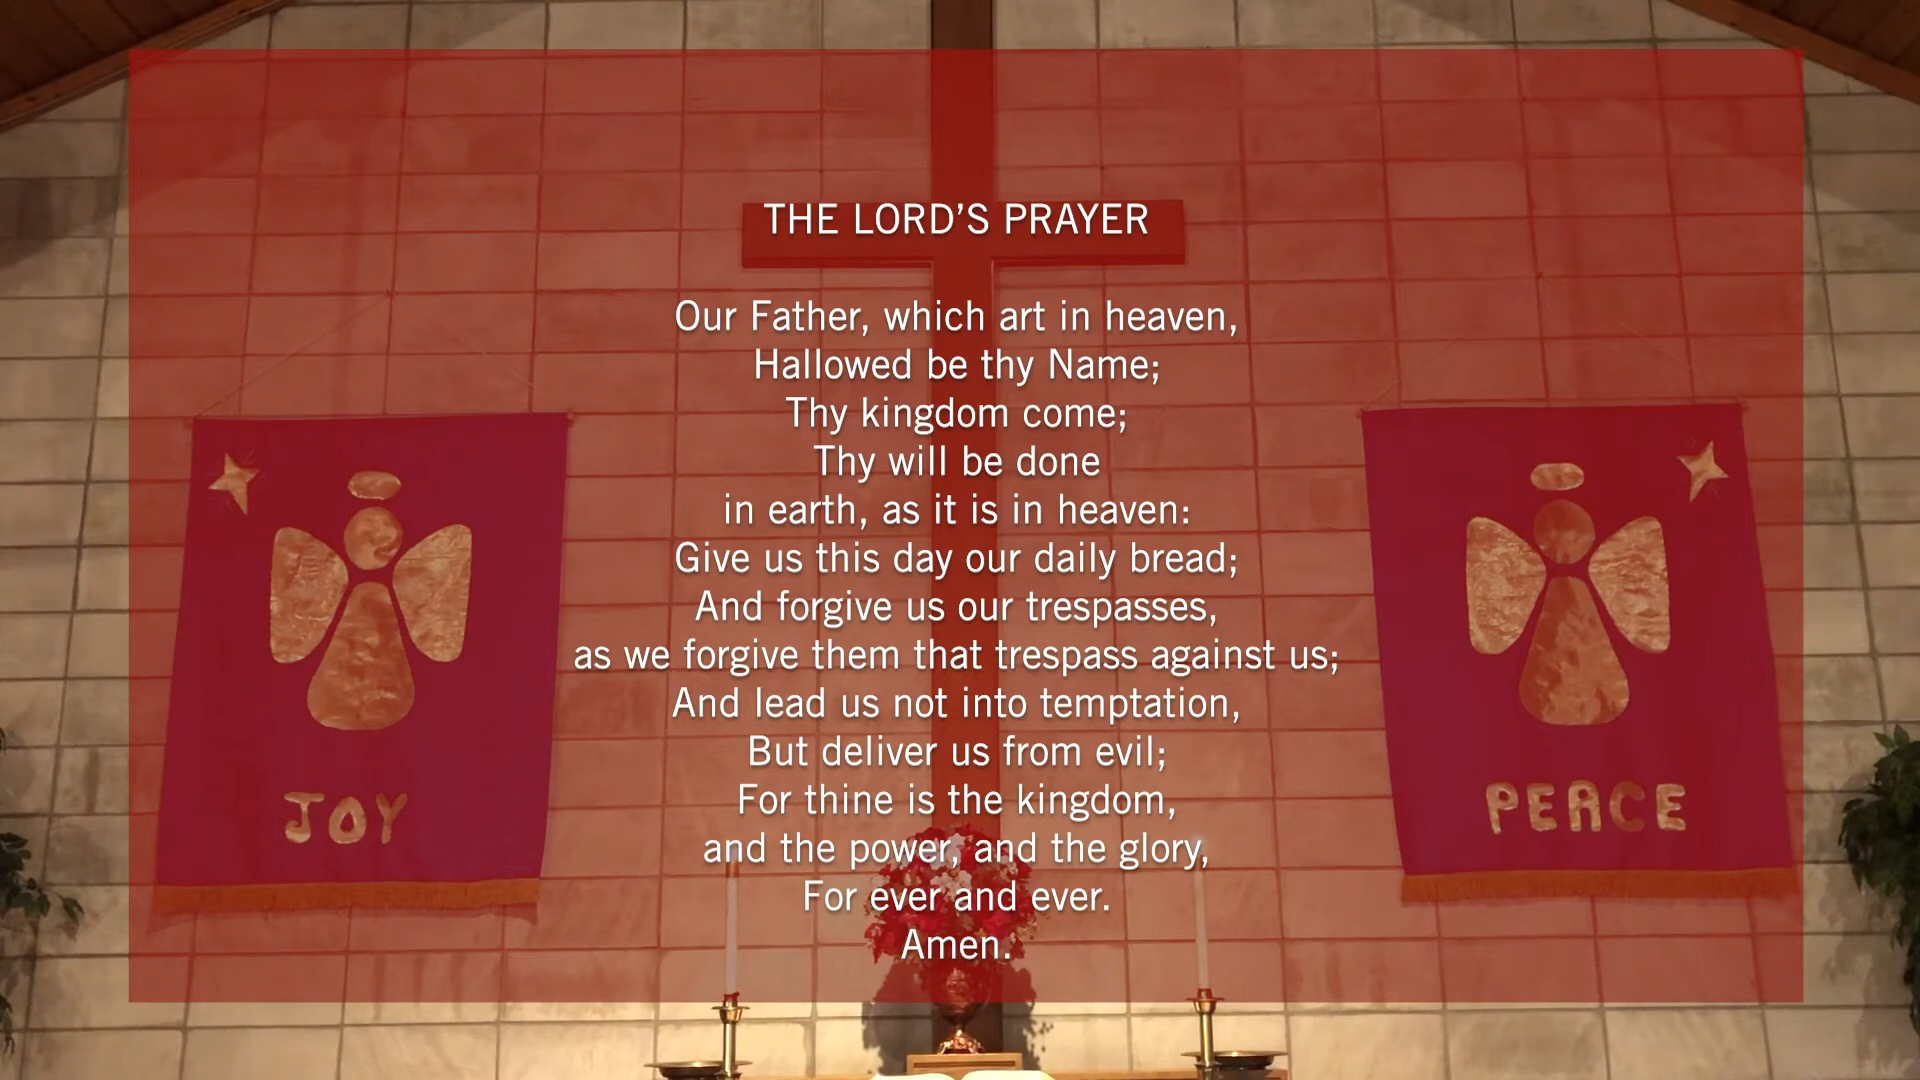 THE LORD'S PRAYER
Our Father, which art in heaven,
Hallowed be thy Name;
Thy kingdom come;
Thy will be done
in earth, as it is in heaven:
Give us this day our daily bread;
And forgive us our trespasses,
as we forgive them that trespass against us;
And lead us not into temptation,
But deliver us from evil;
For thine is the kingdom,
and the power, and the glory,
For ever and ever.
Amen.
JOY
PEACE